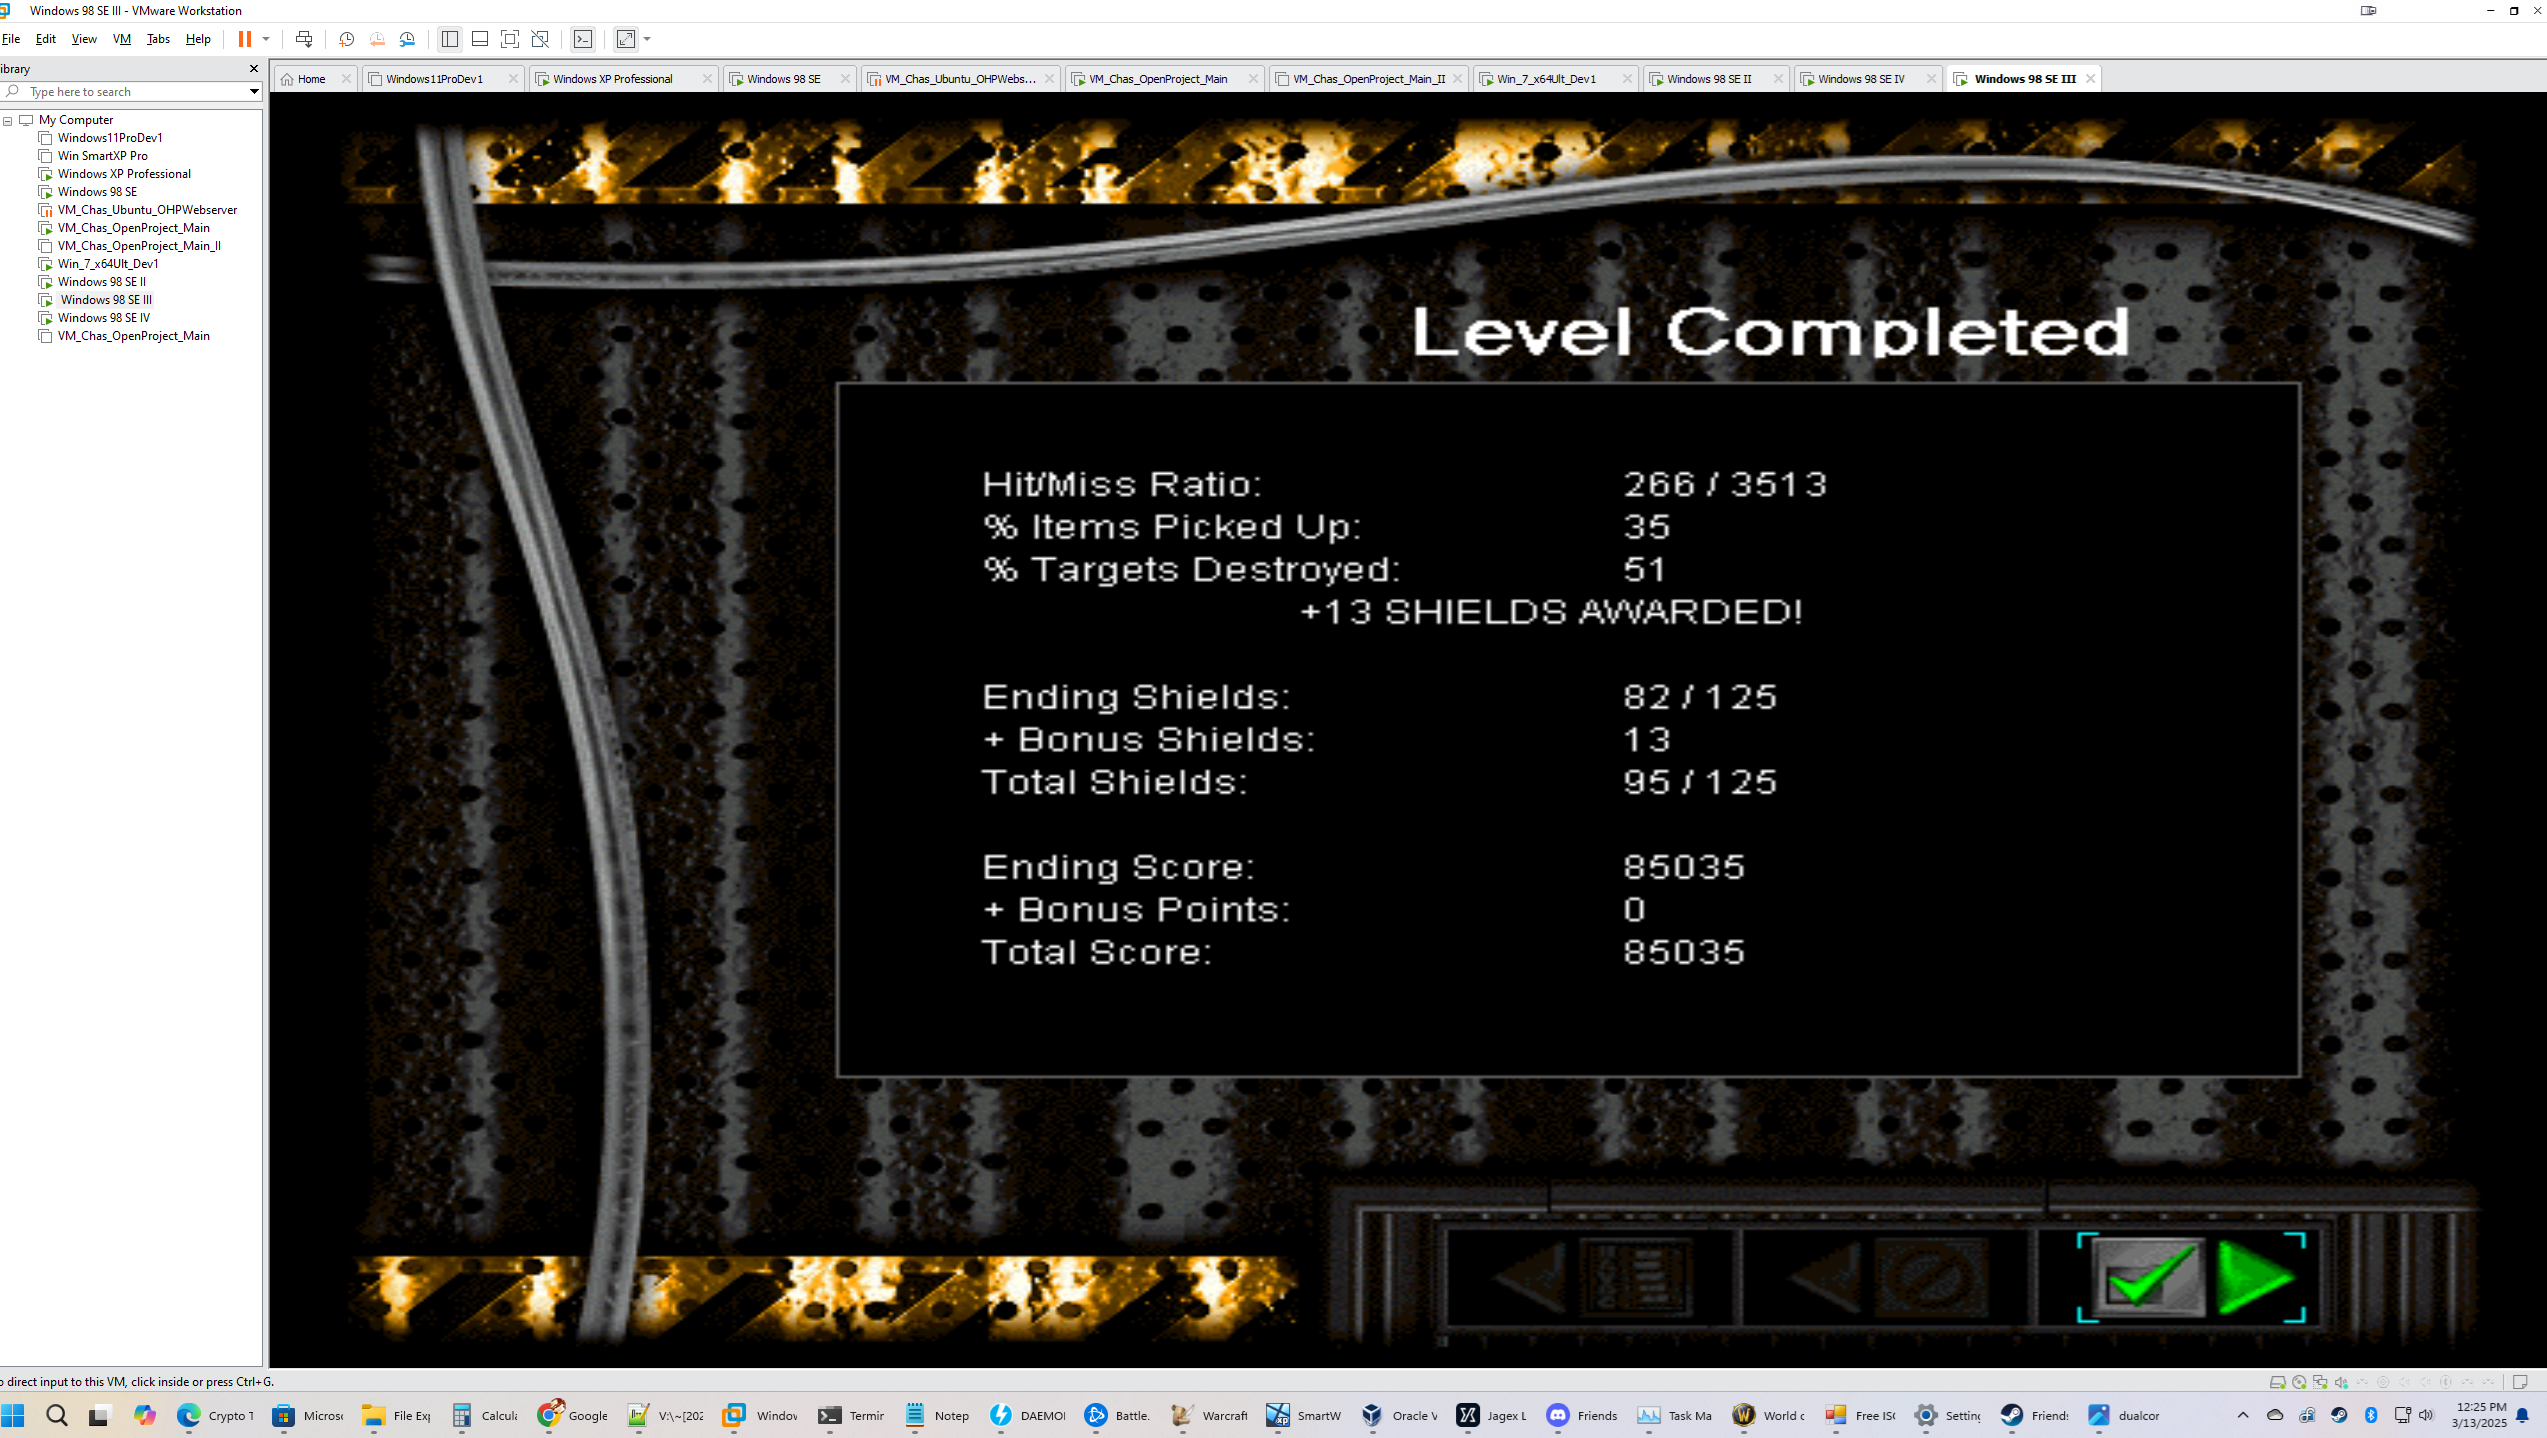 Windows 98 SE III - VMware Workstation
File Edit View VM Tabs Help
ibrary
Type here to search
My Computer
Windows11ProDev1
Win SmartXP Pro
Windows XP Professional
Windows 98 SE
VM_Chas_Ubuntu_OHPWebserver
VM_Chas_OpenProject_Main
VM_Chas_OpenProject_Main_II
Win_7_x64Ult_Dev1
Windows 98 SE II
Windows 98 SE III
Windows 98 SE IV
VM_Chas_OpenProject_Main
Home Windows11ProDev1 Windows XP Professional Windows 98 SE VM_Chas_Ubuntu_OHPWebs... VM_Chas_OpenProject_Main VM_Chas_OpenProject_Main_II Win_7_x64Ult_Dev1 Windows 98 SE II Windows 98 SE IV Windows 98 SE III
Level Completed
Hit/Miss Ratio: 266 / 3513
% Items Picked Up: 35
% Targets Destroyed: 51
+13 SHIELDS AWARDED!
Ending Shields: 82 / 125
+ Bonus Shields: 13
Total Shields: 95 / 125
Ending Score: 85035
+ Bonus Points: 0
Total Score: 85035
o direct input to this VM, click inside or press Ctrl+G.
Crypto T Micros File Exp Calcula Google V:\~[202 Window Termin Notep DAEMO Battle. Warcraft SmartW Oracle V Jagex L Friends Task Ma World c Free ISO Setting Friends dualcor
12:25 PM
3/13/2025